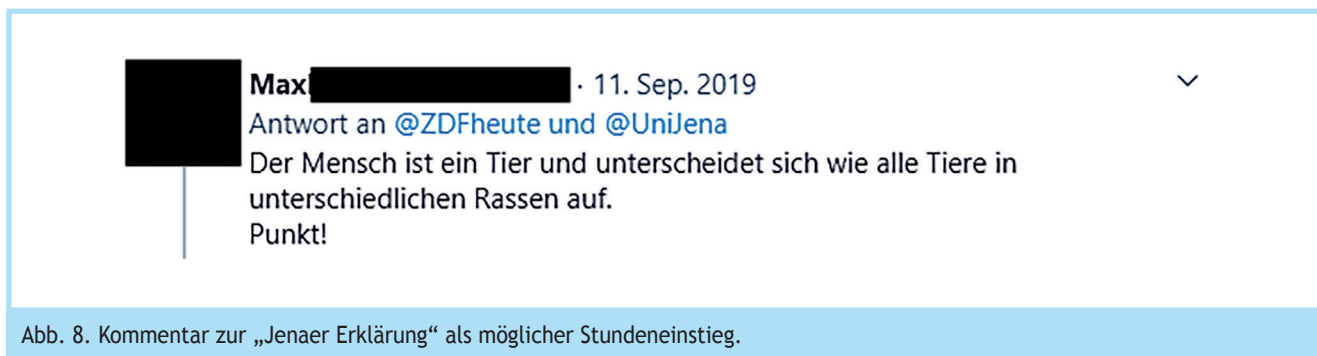 Max · 11. Sep. 2019
Antwort an @ZDFheute und @UniJena
Der Mensch ist ein Tier und unterscheidet sich wie alle Tiere in
unterschiedlichen Rassen auf.
Punkt!
Abb. 8. Kommentar zur „Jenaer Erklärung“ als möglicher Stundeneinstieg.